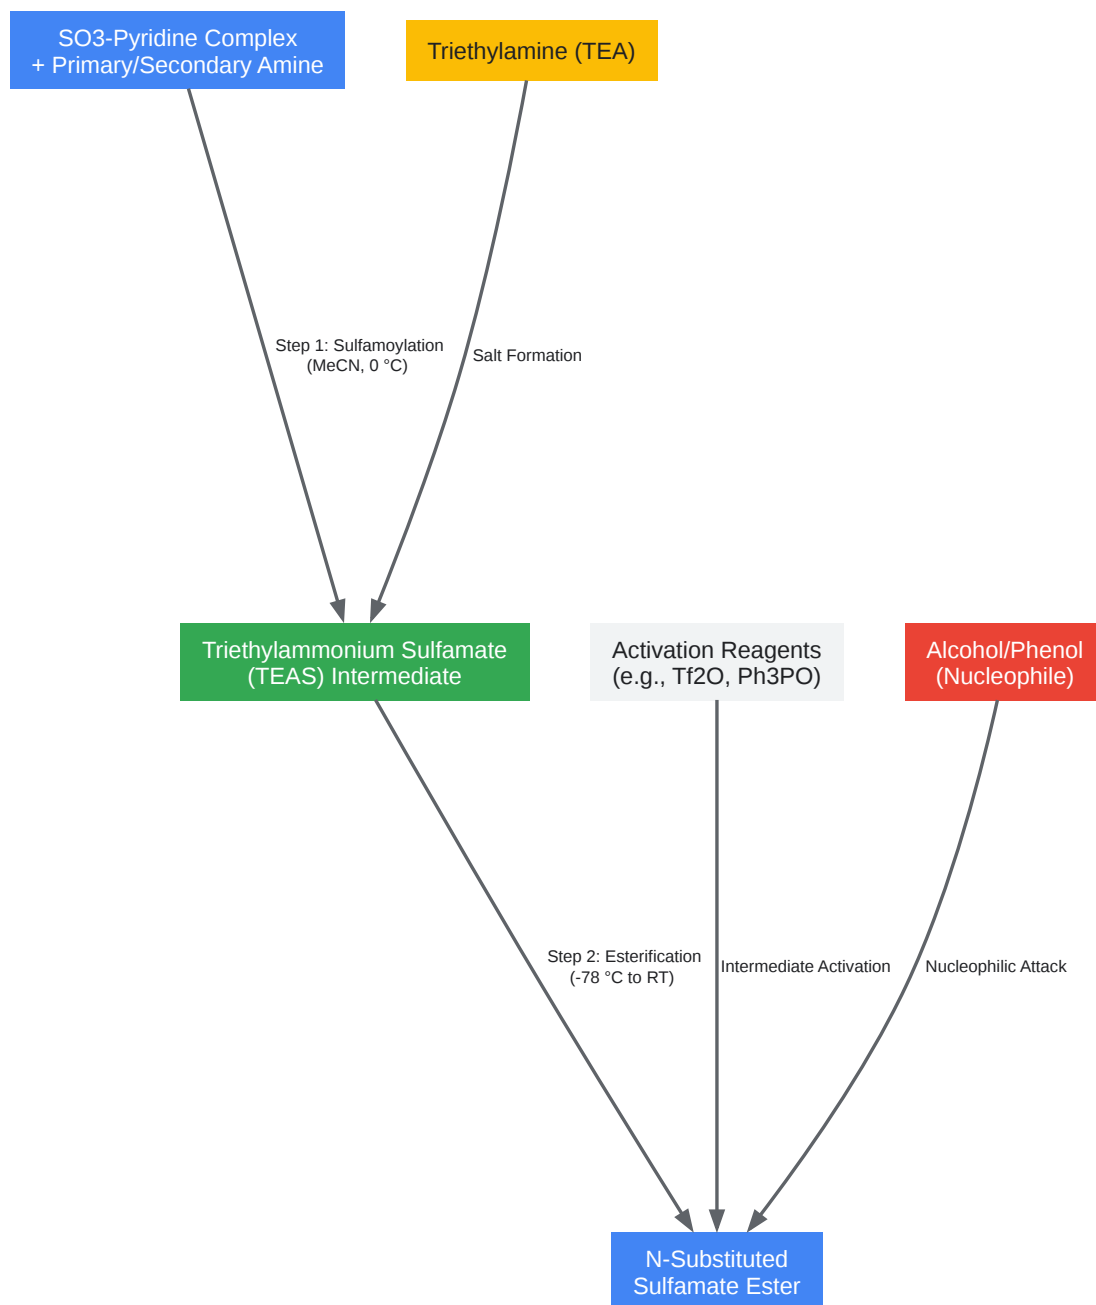 SO3-Pyridine Complex
+ Primary/Secondary Amine
Triethylamine (TEA)
Step 1: Sulfamoylation
(MeCN, 0 °C)
Salt Formation
Triethylammonium Sulfamate
(TEAS) Intermediate
Activation Reagents
(e.g., Tf2O, Ph3PO)
Alcohol/Phenol
(Nucleophile)
Step 2: Esterification
(-78 °C to RT)
Intermediate Activation
Nucleophilic Attack
N-Substituted
Sulfamate Ester